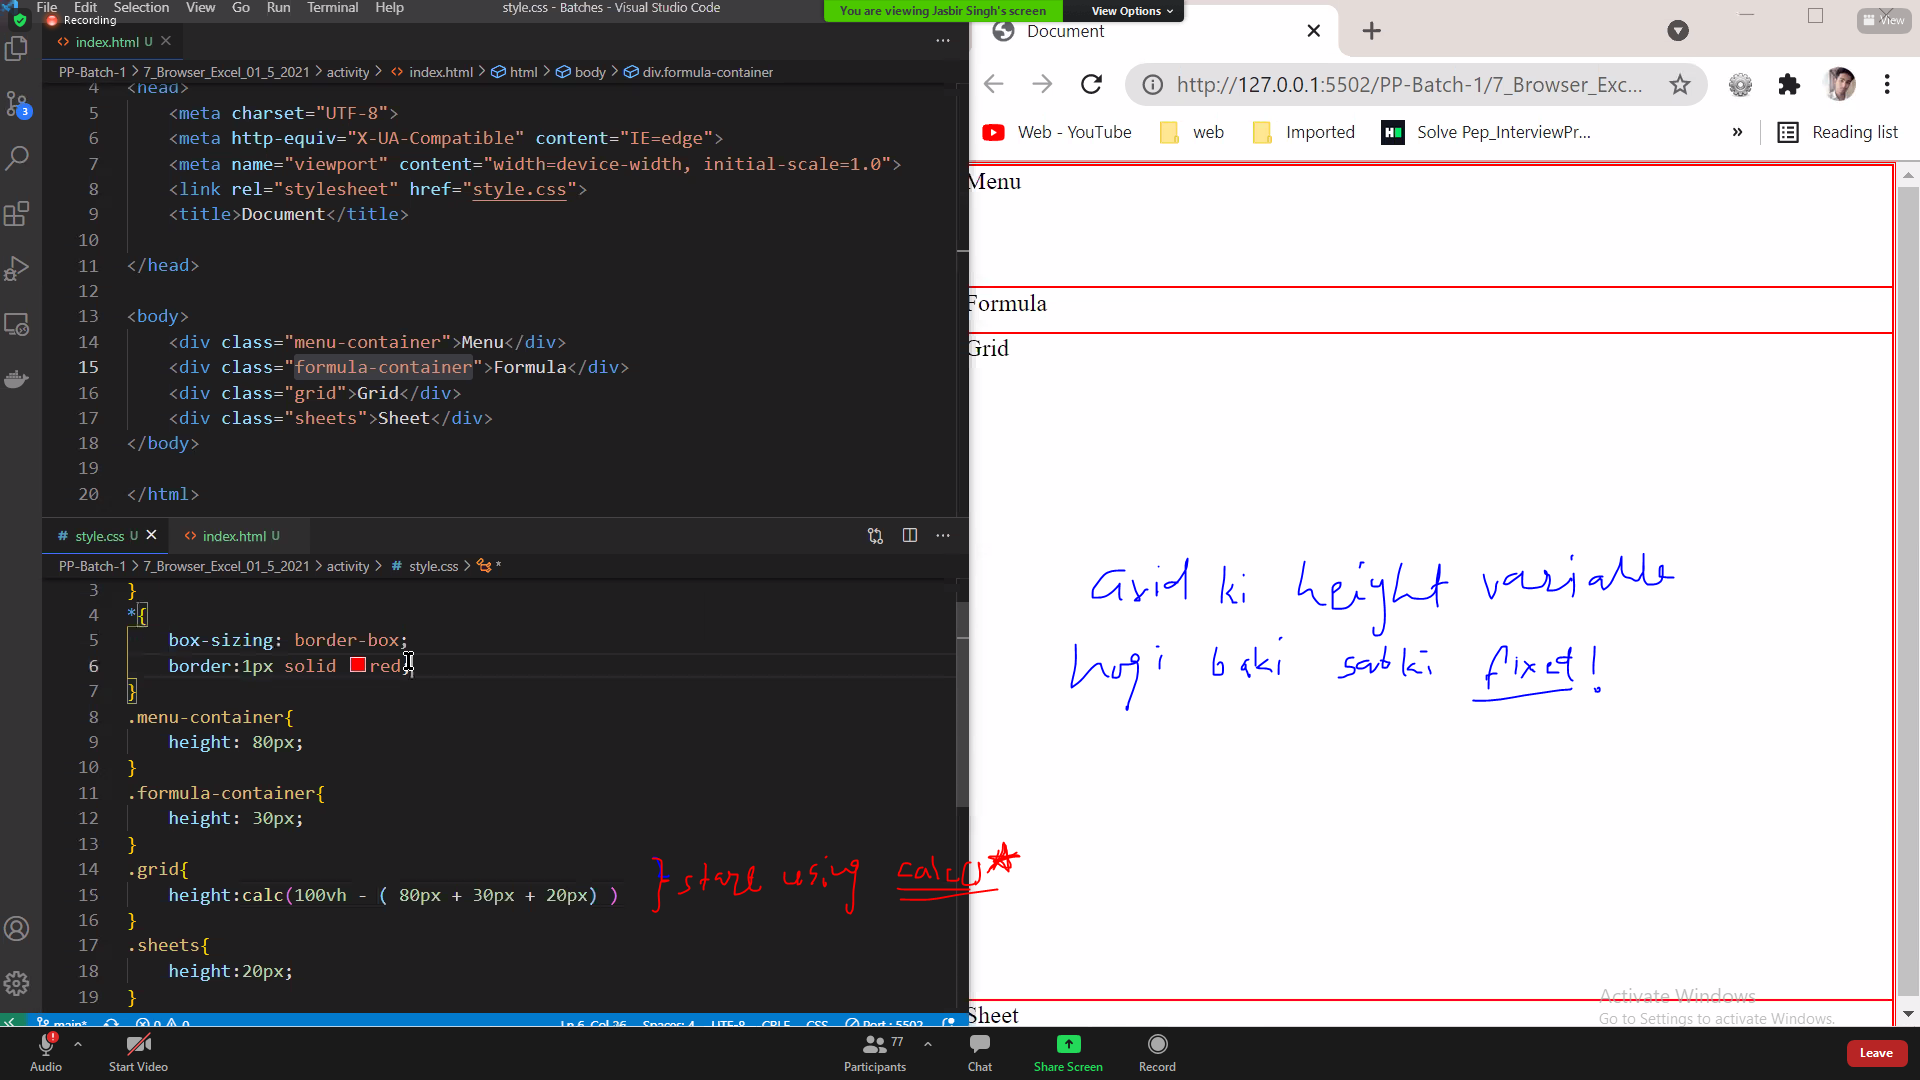 File Edit Selection View Go Run Terminal Help
style.css - Batches - Visual Studio Code
Recording
You are viewing Jasbir Singh's screen
View Options
View
index.html U
PP-Batch-1 > 7_Browser_Excel_01_5_2021 > activity > index.html > html > body > div.formula-container
4 <head>
5 <meta charset="UTF-8">
6 <meta http-equiv="X-UA-Compatible" content="IE=edge">
7 <meta name="viewport" content="width=device-width, initial-scale=1.0">
8 <link rel="stylesheet" href="style.css">
9 <title>Document</title>
10
11 </head>
12
13 <body>
14 <div class="menu-container">Menu</div>
15 <div class="formula-container">Formula</div>
16 <div class="grid">Grid</div>
17 <div class="sheets">Sheet</div>
18 </body>
19
20 </html>
3
# style.css U index.html U
PP-Batch-1 > 7_Browser_Excel_01_5_2021 > activity > # style.css > *
3 }
4 *{
5 box-sizing: border-box;
6 border:1px solid red;
7 }
8 .menu-container{
9 height: 80px;
10 }
11 .formula-container{
12 height: 30px;
13 }
14 .grid{
15 height:calc(100vh - ( 80px + 30px + 20px) )
16 }
17 .sheets{
18 height:20px;
19 }
} start using calc()
main* 0 0 Ln 6, Col 26 Spaces: 4 UTF-8 CRLF CSS Port : 5502
Document
http://127.0.0.1:5502/PP-Batch-1/7_Browser_Exc...
Web - YouTube web Imported Solve Pep_InterviewPr... » Reading list
Menu
Formula
Grid
Grid ki height variable
hogi baki sabki fixed!
Activate Windows
Go to Settings to activate Windows.
Sheet
Audio Start Video Participants 77 Chat Share Screen Record Leave